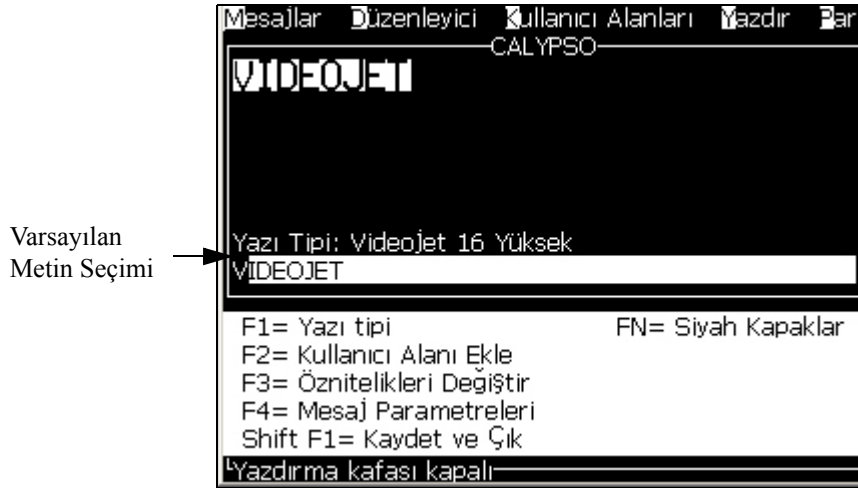 Mesajlar Düzenleyici Kullanıcı Alanları Yazdır Par
CALYPSO
VIDEOJET
Varsayılan
Metin Seçimi
Yazı Tipi: Videojet 16 Yüksek
VIDEOJET
F1= Yazı tipi FN= Siyah Kapaklar
F2= Kullanıcı Alanı Ekle
F3= Öznitelikleri Değiştir
F4= Mesaj Parametreleri
Shift F1= Kaydet ve Çık
Yazdırma kafası kapalı